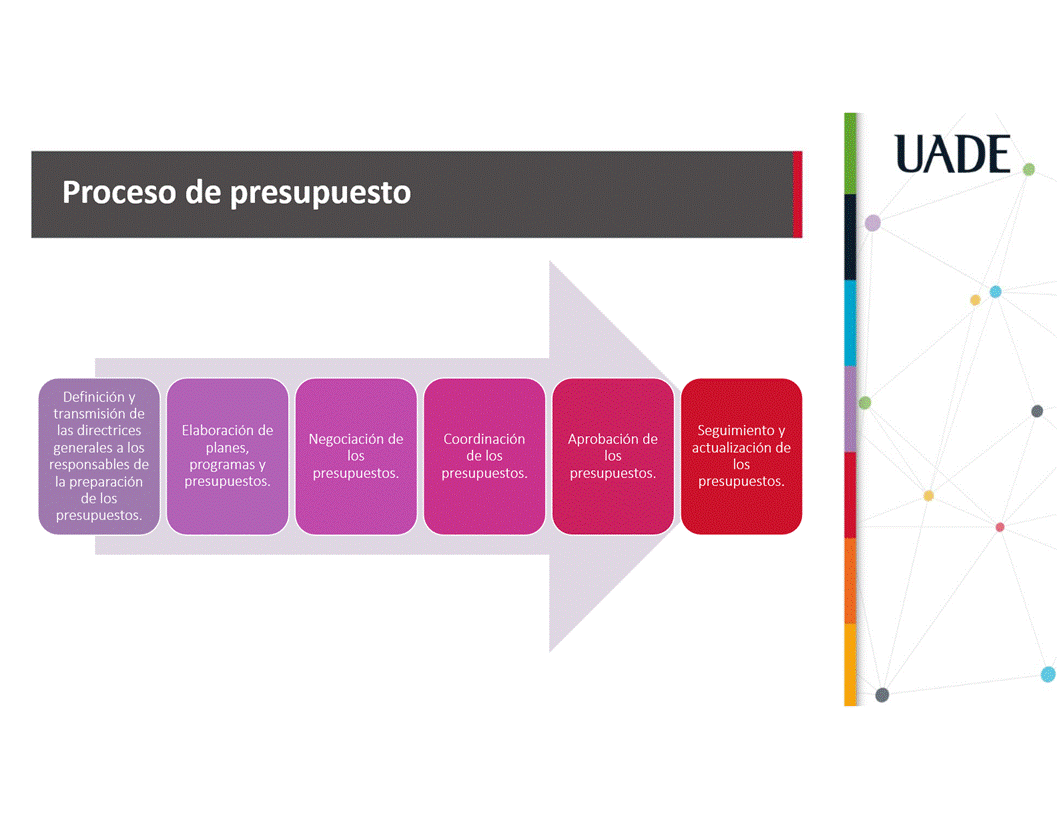 UADE
Proceso de presupuesto
Definición y
transmisión de
las directrices
generales a los
responsables de
la preparación
de los
presupuestos.
Elaboración de
planes,
programas y
presupuestos.
Negociación de
los
presupuestos.
Coordinación
de los
presupuestos.
Aprobación de
los
presupuestos.
Seguimiento y
actualización de
los
presupuestos.